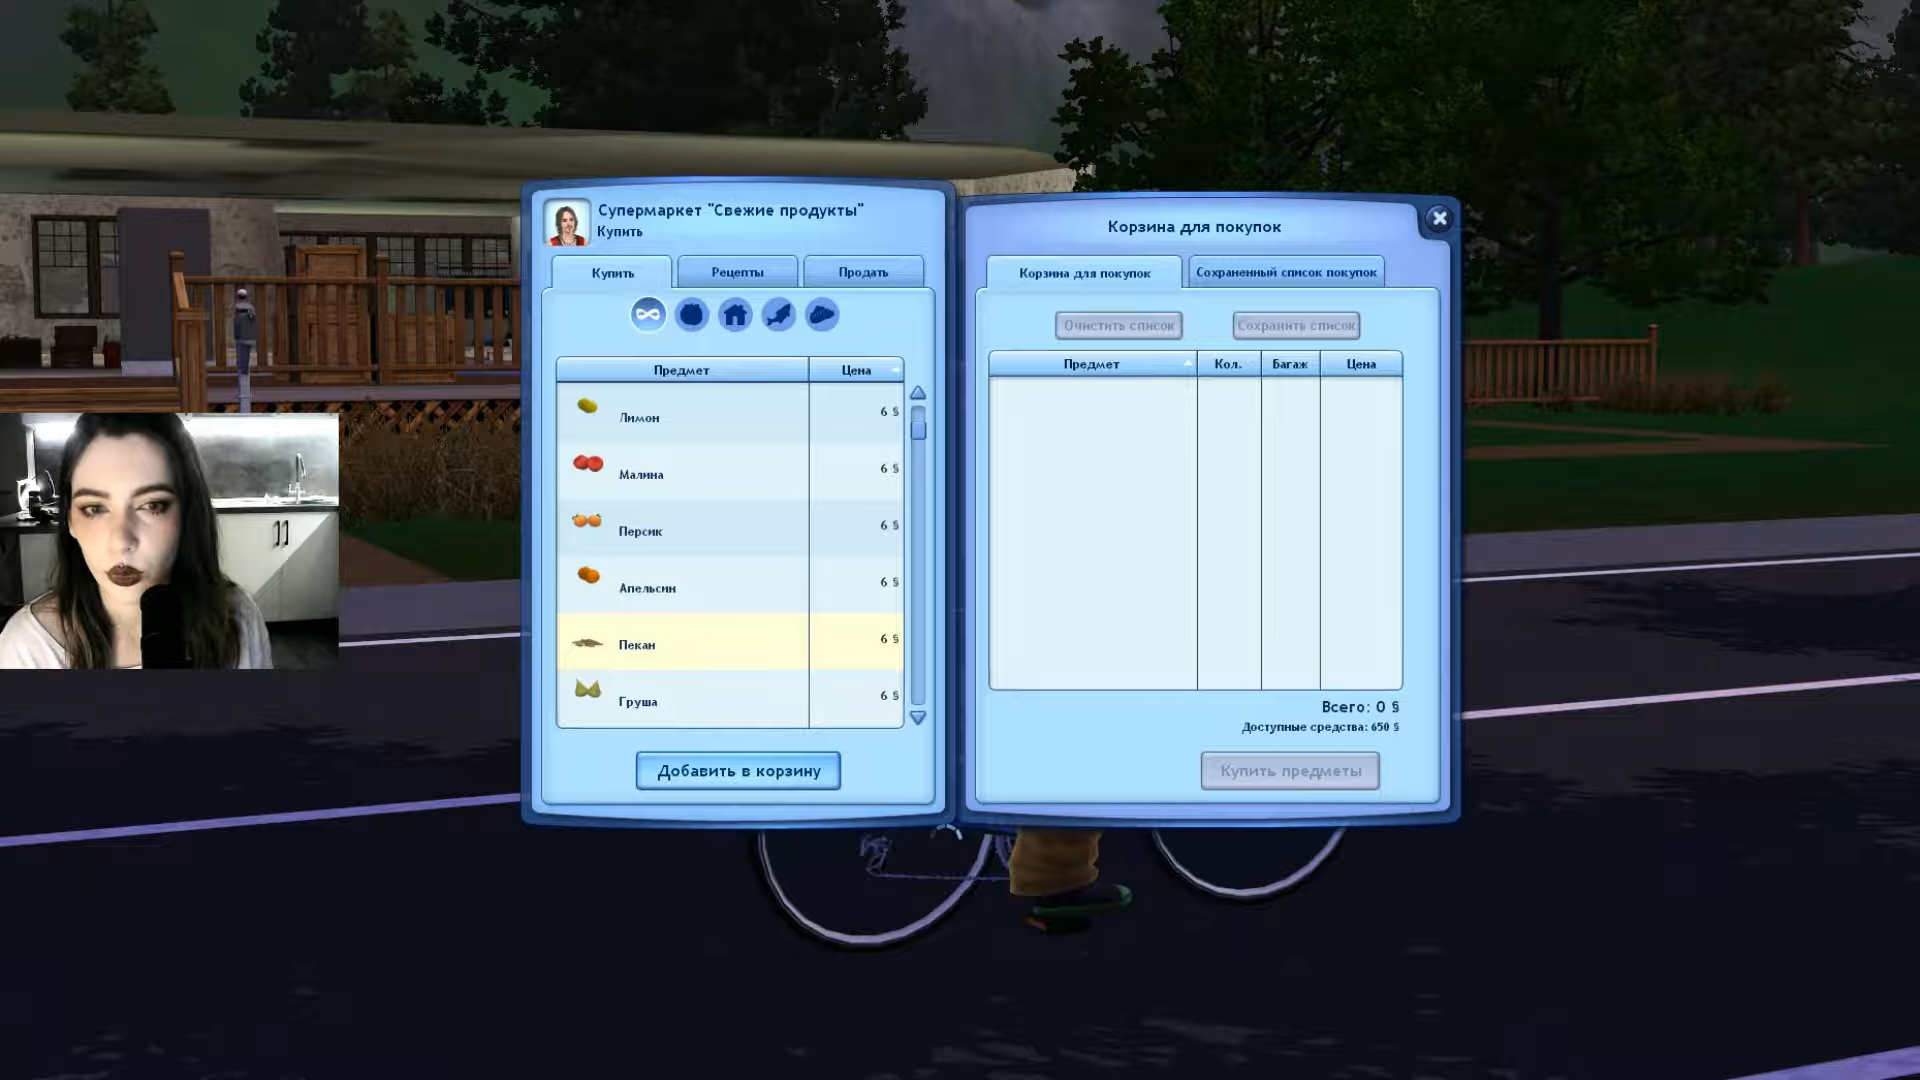 Супермаркет "Свежие продукты"
Купить
Купить
Рецепты
Продать
Предмет
Цена
Лимон
6 §
Малина
6 §
Персик
6 §
Апельсин
6 §
Пекан
6 §
Груша
6 §
Добавить в корзину
Корзина для покупок
Корзина для покупок
Сохраненный список покупок
Очистить список
Сохранить список
Предмет
Кол.
Багаж
Цена
Всего: 0 §
Доступные средства: 650 §
Купить предметы